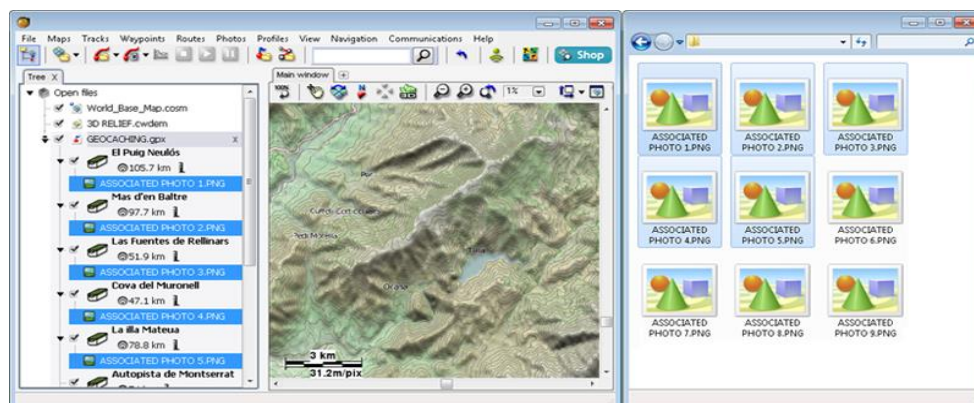 File Maps Tracks Waypoints Routes Photos Profiles View Navigation Communications Help
Shop
Tree X
Open files
World_Base_Map.cosm
3D RELIEF.cwdem
GEOCACHING.gpx x
El Puig Neulós
105.7 km
ASSOCIATED PHOTO 1.PNG
Mas d'en Baltre
97.7 km
ASSOCIATED PHOTO 2.PNG
Las Fuentes de Rellinars
51.9 km
ASSOCIATED PHOTO 3.PNG
Cova del Muronell
47.1 km
ASSOCIATED PHOTO 4.PNG
La illa Mateua
78.8 km
ASSOCIATED PHOTO 5.PNG
Autopista de Montserrat
Main window
100%
1%
3 km
31.2m/pix
ASSOCIATED
PHOTO 1.PNG
ASSOCIATED
PHOTO 2.PNG
ASSOCIATED
PHOTO 3.PNG
ASSOCIATED
PHOTO 4.PNG
ASSOCIATED
PHOTO 5.PNG
ASSOCIATED
PHOTO 6.PNG
ASSOCIATED
PHOTO 7.PNG
ASSOCIATED
PHOTO 8.PNG
ASSOCIATED
PHOTO 9.PNG